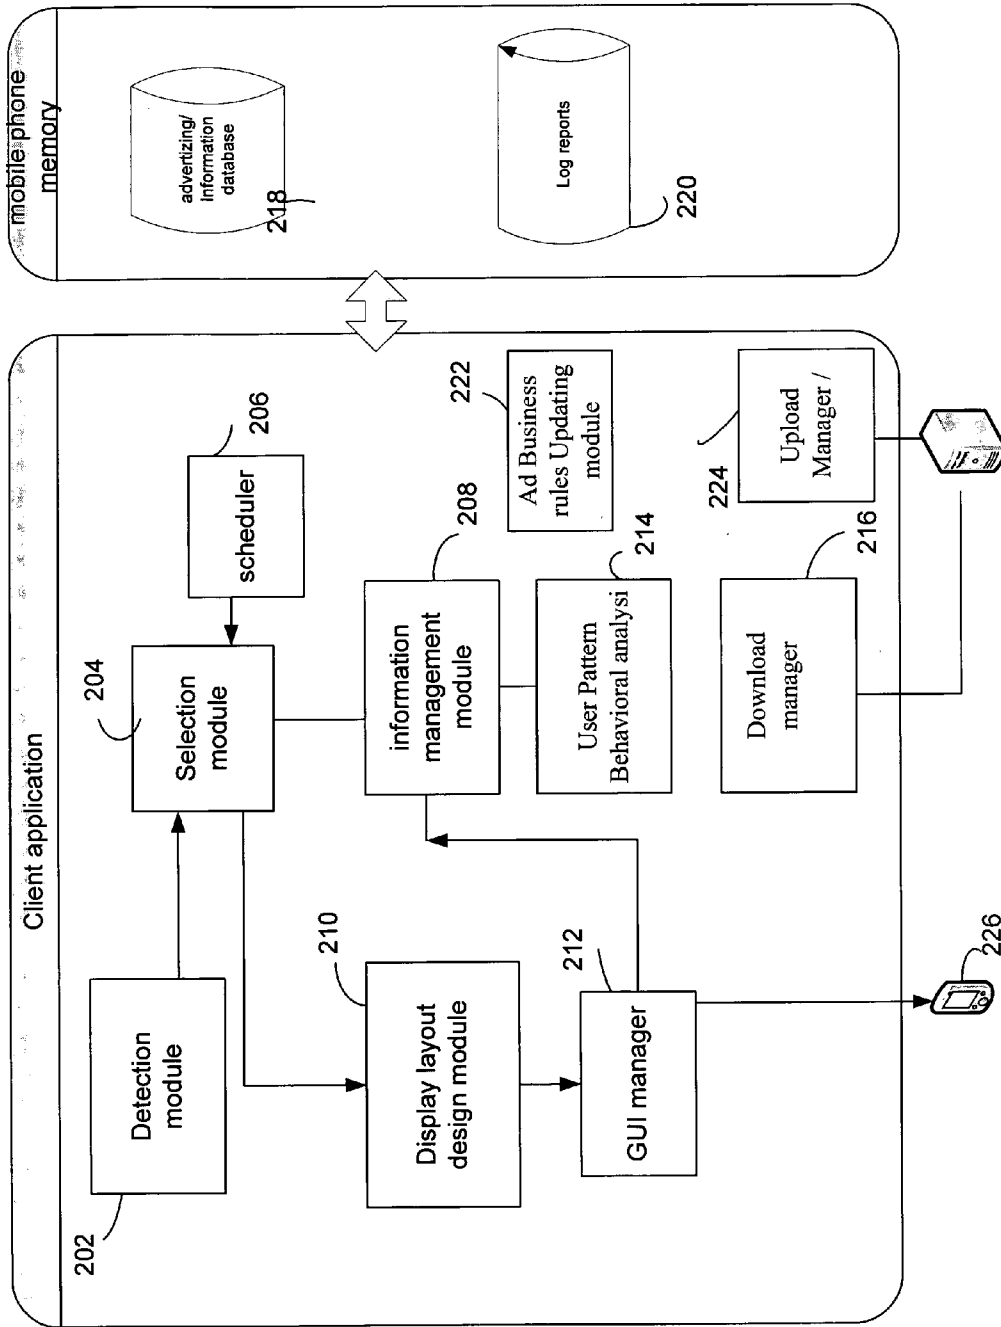 Client application
Detection
module
202
Selection
module
204
scheduler
206
information
management
module
208
Display layout
design module
210
GUI manager
212
User Pattern
Behavioral analysi
214
Ad Business
rules Updating
module
222
Download
manager
216
Upload
Manager /
224
226
mobile phone
memory
advertizing/
Information
database
218
Log reports
220